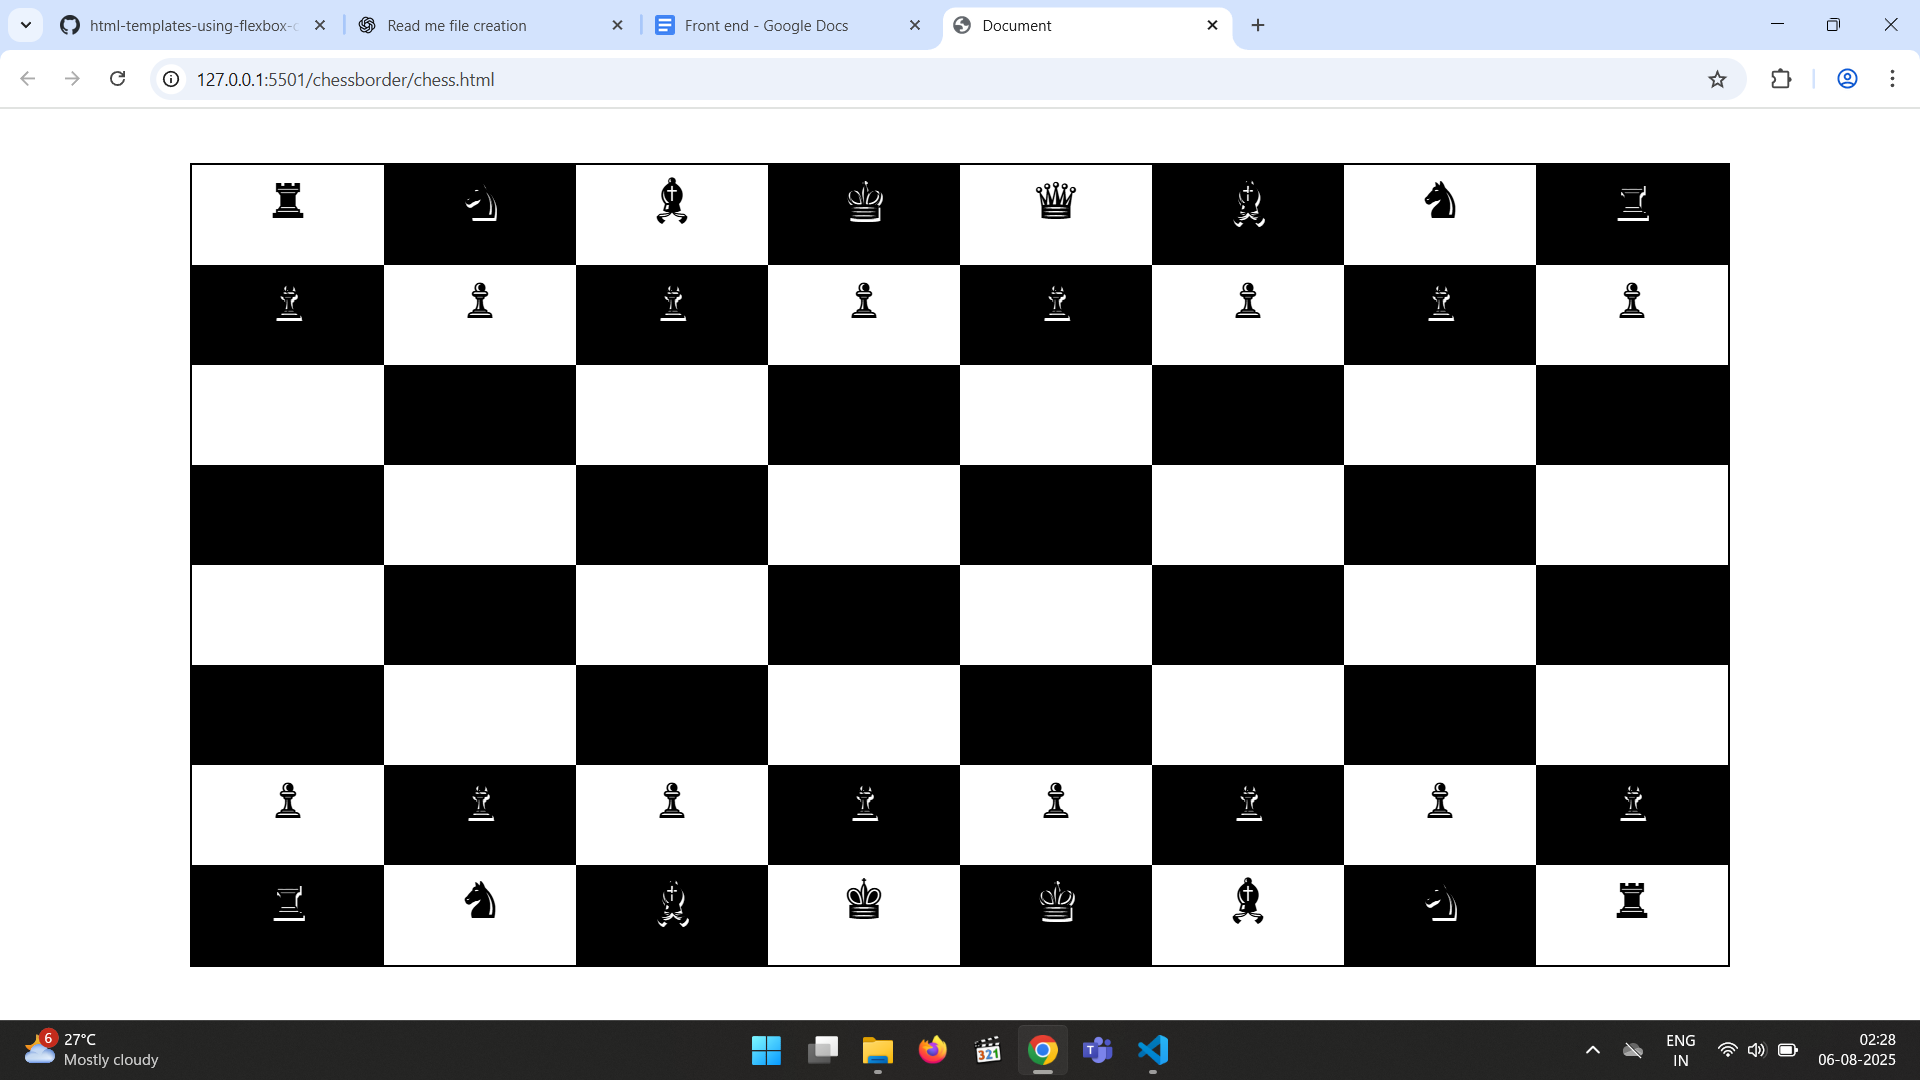 html-templates-using-flexbox-c
Read me file creation
Front end - Google Docs
Document
127.0.0.1:5501/chessborder/chess.html
6
27°C
Mostly cloudy
321
T
ENG
IN
02:28
06-08-2025